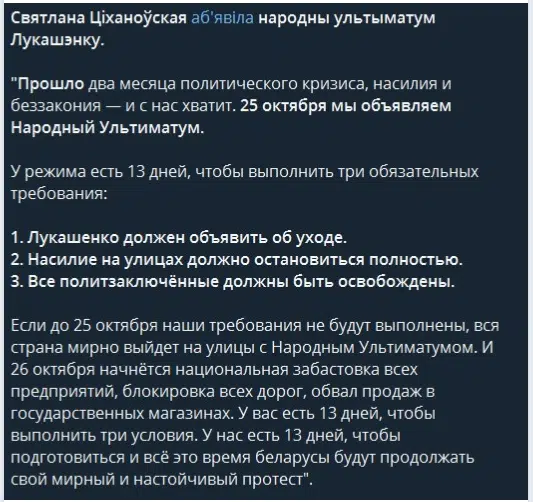 Святлана Ціханоўская аб'явіла народны ультыматум
Лукашэнку.
"Прошло два месяца политического кризиса, насилия и
беззакония — и с нас хватит. 25 октября мы объявляем
Народный Ультиматум.
У режима есть 13 дней, чтобы выполнить три обязательных
требования:
1. Лукашенко должен объявить об уходе.
2. Насилие на улицах должно остановиться полностью.
3. Все политзаключённые должны быть освобождены.
Если до 25 октября наши требования не будут выполнены, вся
страна мирно выйдет на улицы с Народным Ультиматумом. И
26 октября начнётся национальная забастовка всех
предприятий, блокировка всех дорог, обвал продаж в
государственных магазинах. У вас есть 13 дней, чтобы
выполнить три условия. У нас есть 13 дней, чтобы
подготовиться и всё это время беларусы будут продолжать
свой мирный и настойчивый протест".